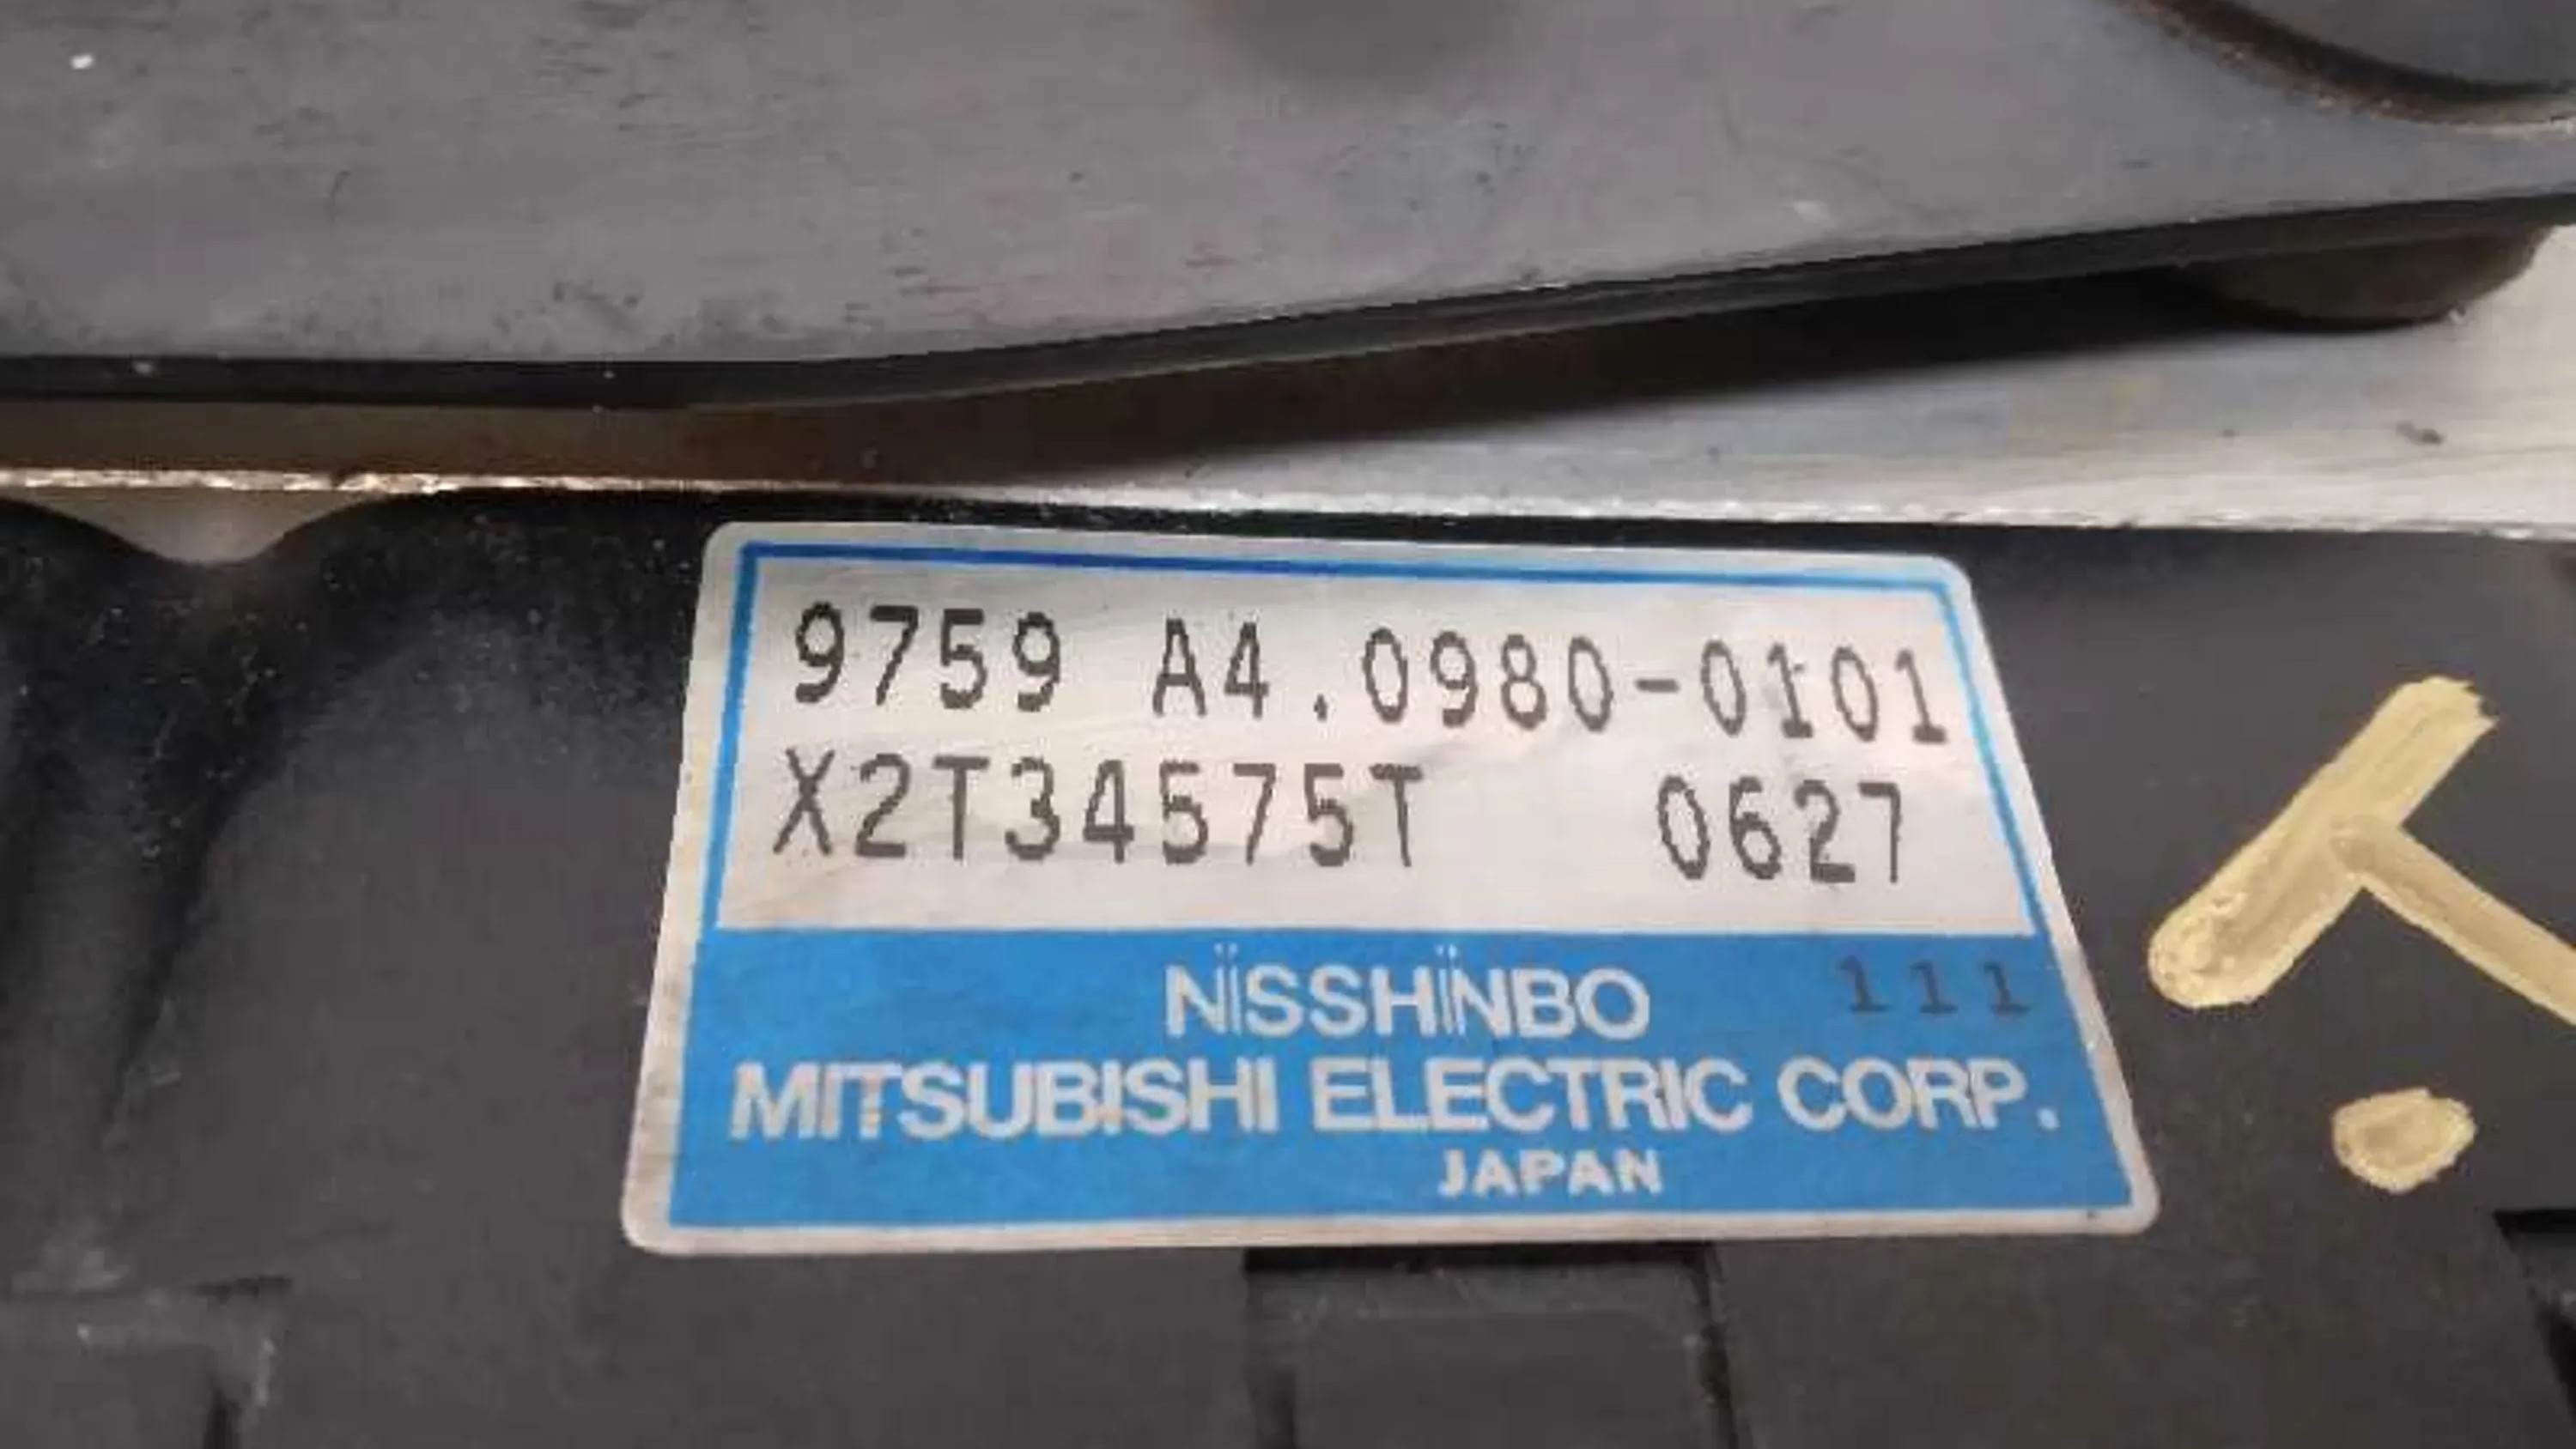 9759 A4.0980-0101
X2T34575T 0627
NISSHINBO 111
MITSUBISHI ELECTRIC CORP.
JAPAN